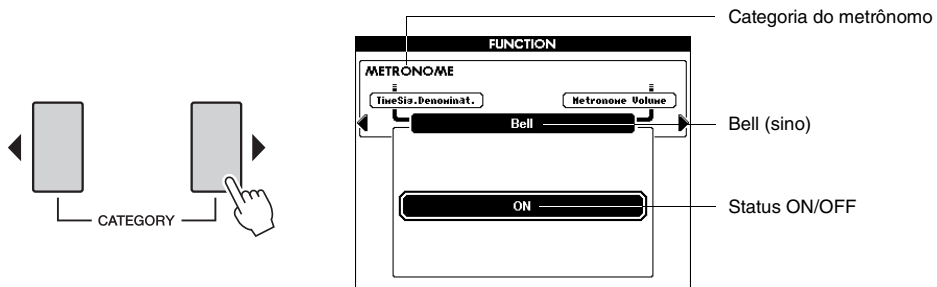 Categoria do metrônomo
FUNCTION
METRONOME
TimeSig.Denominat.
Metronome Volume
Bell
Bell (sino)
ON
Status ON/OFF
CATEGORY